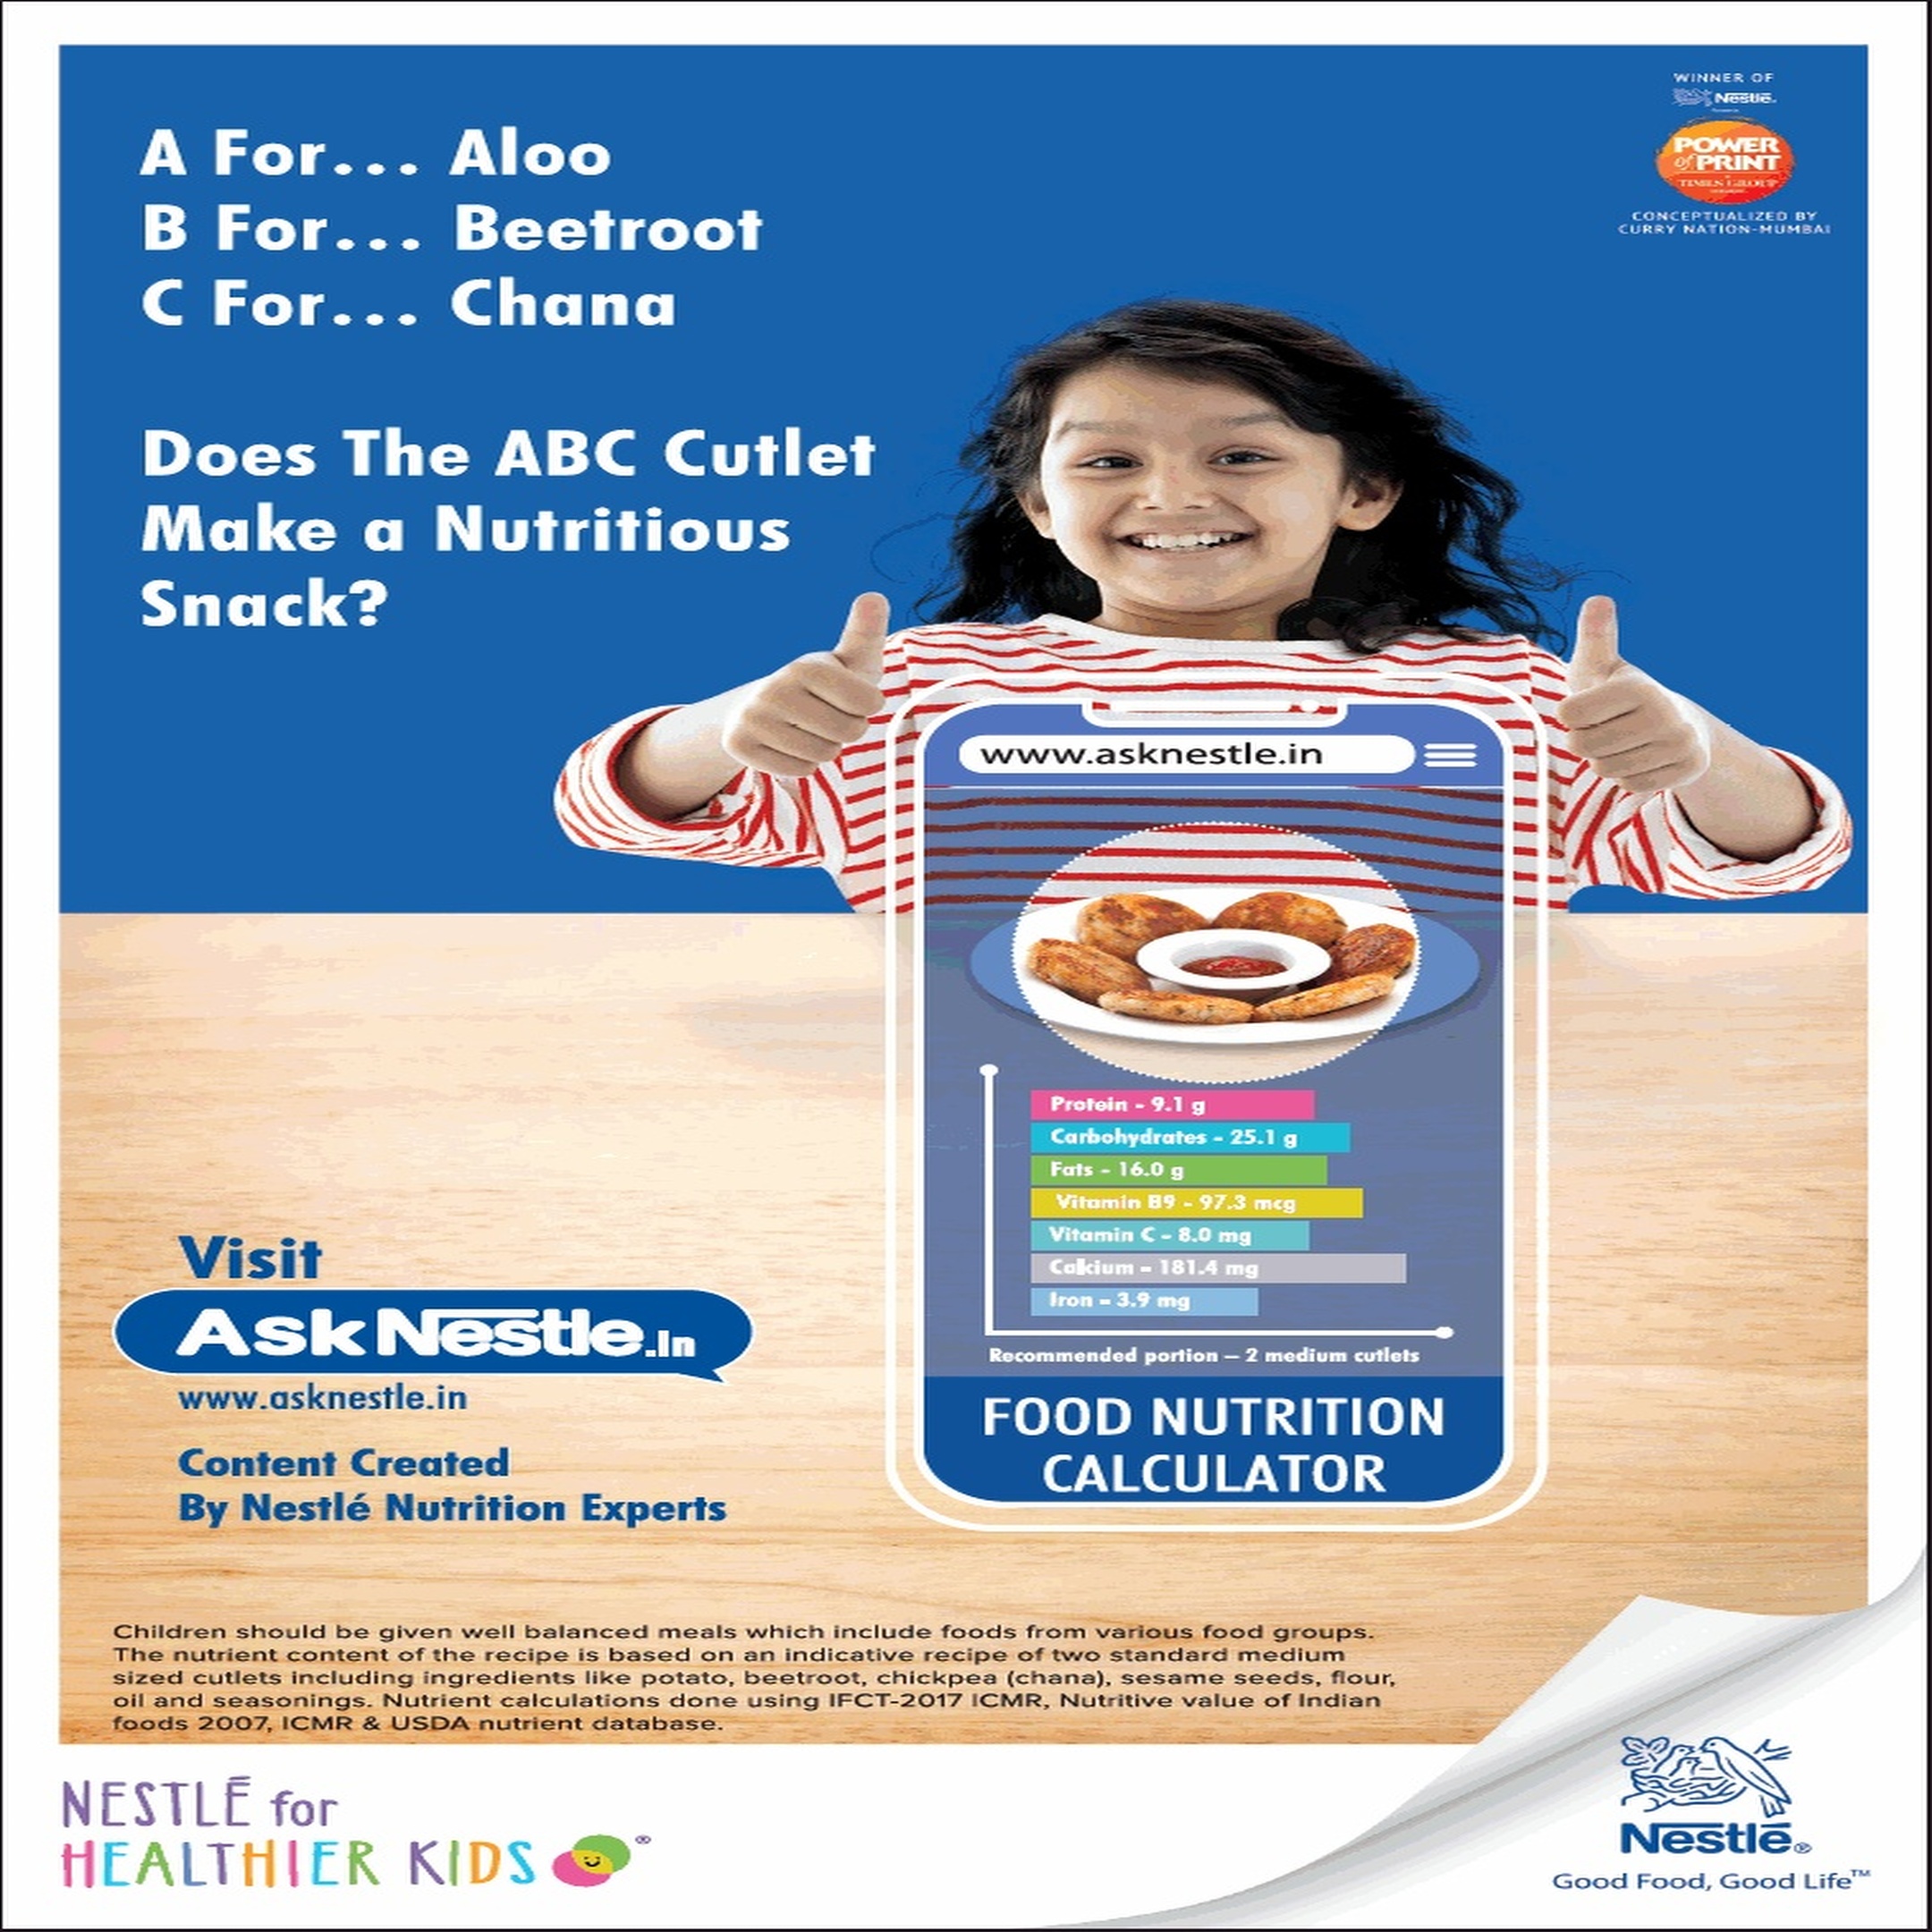 WINNER OF
Nestlé
POWER
of PRINT
TIMES GROUP
CONCEPTUALIZED BY
CURRY NATION-MUMBAI
A For... Aloo
B For... Beetroot
C For... Chana
Does The ABC Cutlet
Make a Nutritious
Snack?
www.asknestle.in
Protein - 9.1 g
Carbohydrates - 25.1 g
Fats - 16.0 g
Vitamin B9 - 97.3 mcg
Vitamin C - 8.0 mg
Calcium - 181.4 mg
Iron - 3.9 mg
Recommended portion – 2 medium cutlets
FOOD NUTRITION
CALCULATOR
Visit
AskNestle.In
www.asknestle.in
Content Created
By Nestlé Nutrition Experts
Children should be given well balanced meals which include foods from various food groups.
The nutrient content of the recipe is based on an indicative recipe of two standard medium
sized cutlets including ingredients like potato, beetroot, chickpea (chana), sesame seeds, flour,
oil and seasonings. Nutrient calculations done using IFCT-2017 ICMR, Nutritive value of Indian
foods 2007, ICMR & USDA nutrient database.
NESTLÉ for
HEALTHIER KIDS ®
Nestlé®
Good Food, Good Life™